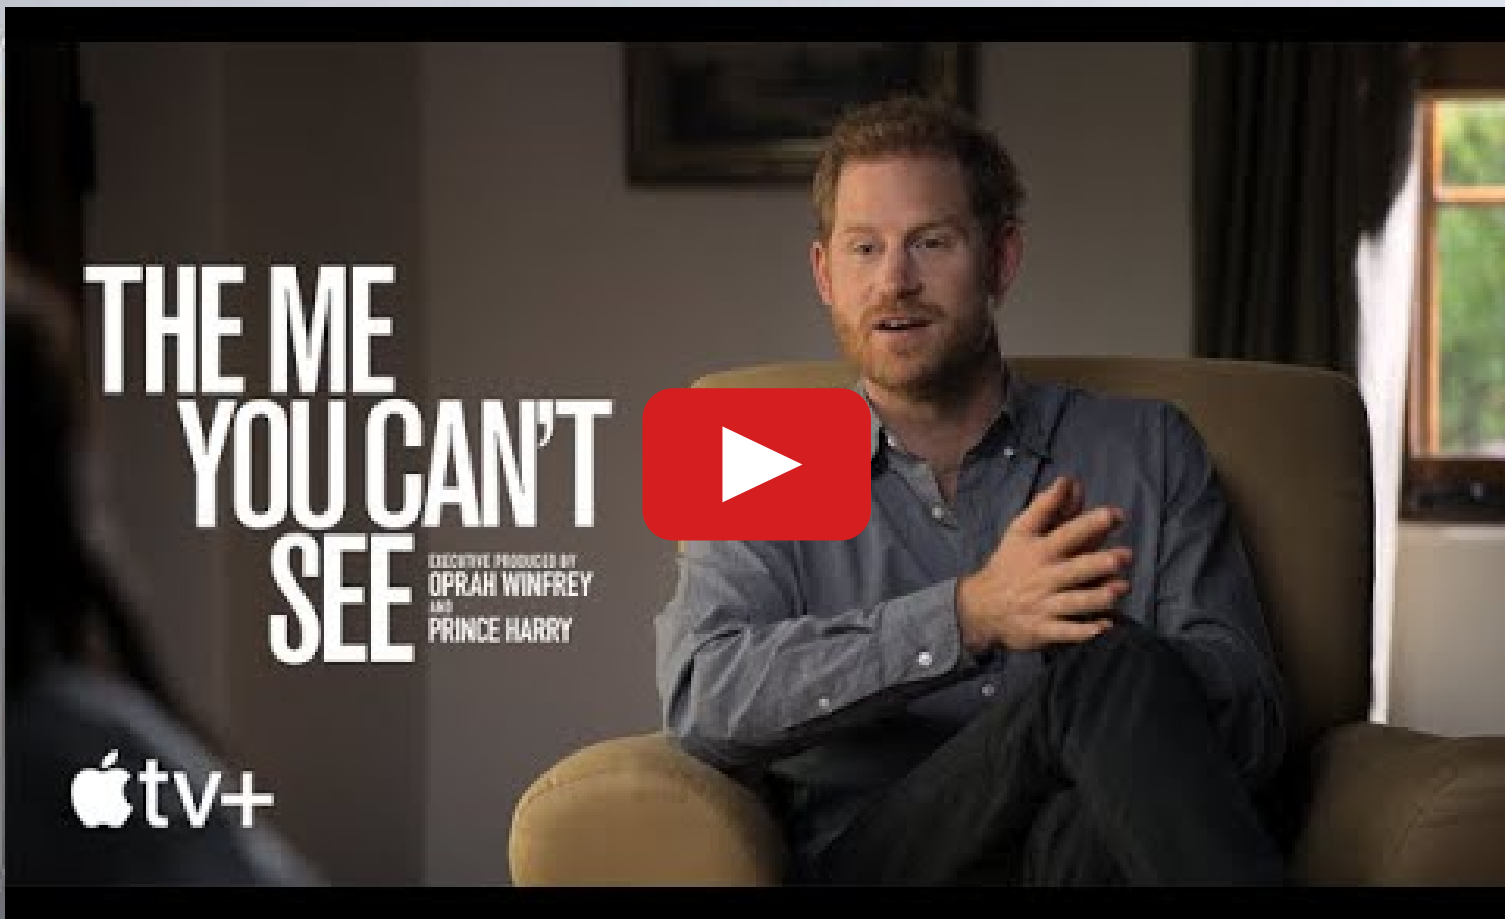 THE ME
YOU CAN'T
SEE
EXECUTIVE PRODUCED BY
OPRAH WINFREY
AND
PRINCE HARRY
tv+